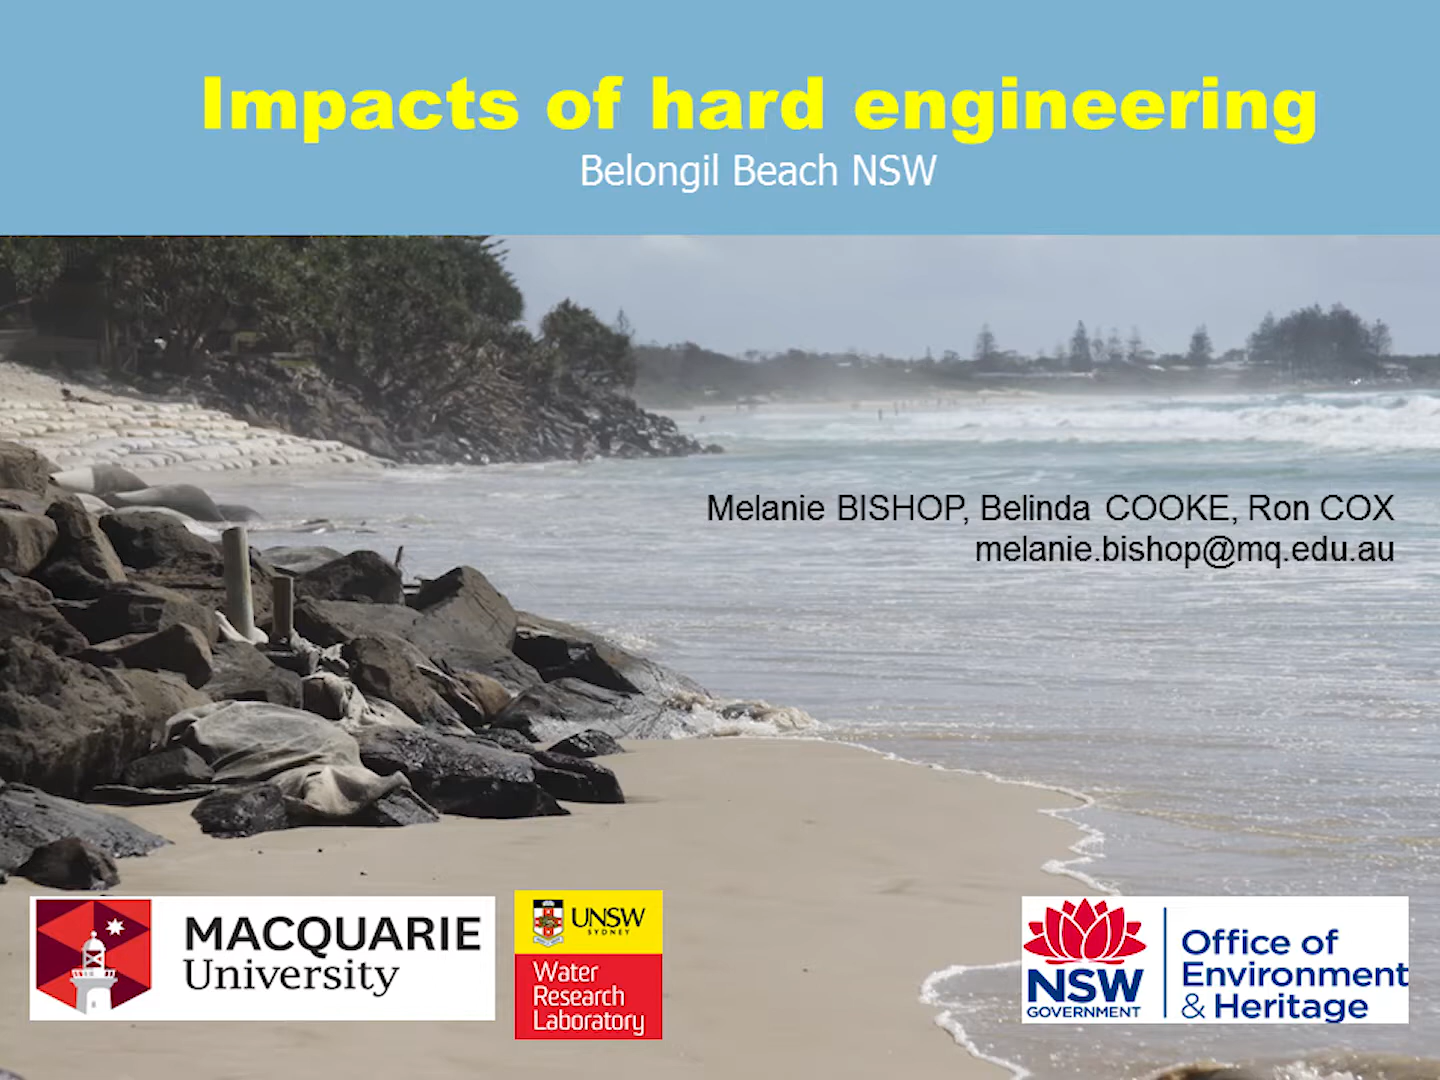 Impacts of hard engineering
Belongil Beach NSW
Melanie BISHOP, Belinda COOKE, Ron COX
melanie.bishop@mq.edu.au
MACQUARIE
University
UNSW
SYDNEY
Water
Research
Laboratory
NSW
GOVERNMENT
Office of
Environment
& Heritage